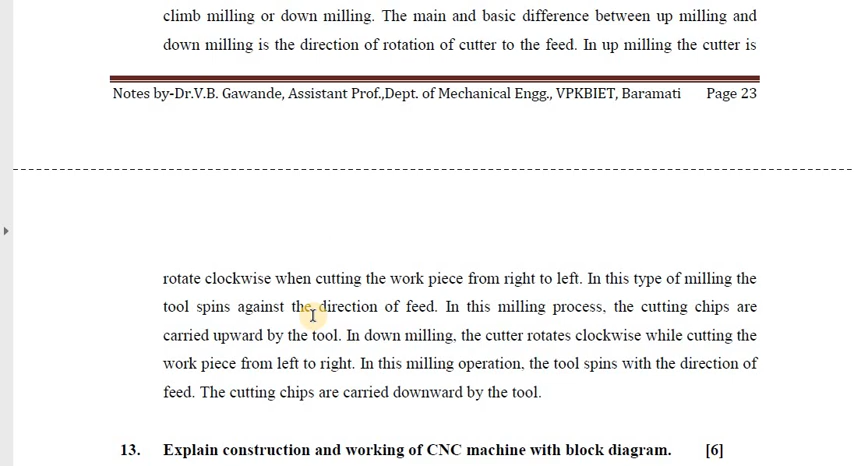 climb milling or down milling. The main and basic difference between up milling and
down milling is the direction of rotation of cutter to the feed. In up milling the cutter is
Notes by-Dr.V.B. Gawande, Assistant Prof.,Dept. of Mechanical Engg., VPKBIET, Baramati Page 23
rotate clockwise when cutting the work piece from right to left. In this type of milling the
tool spins against the direction of feed. In this milling process, the cutting chips are
carried upward by the tool. In down milling, the cutter rotates clockwise while cutting the
work piece from left to right. In this milling operation, the tool spins with the direction of
feed. The cutting chips are carried downward by the tool.
13. Explain construction and working of CNC machine with block diagram. [6]